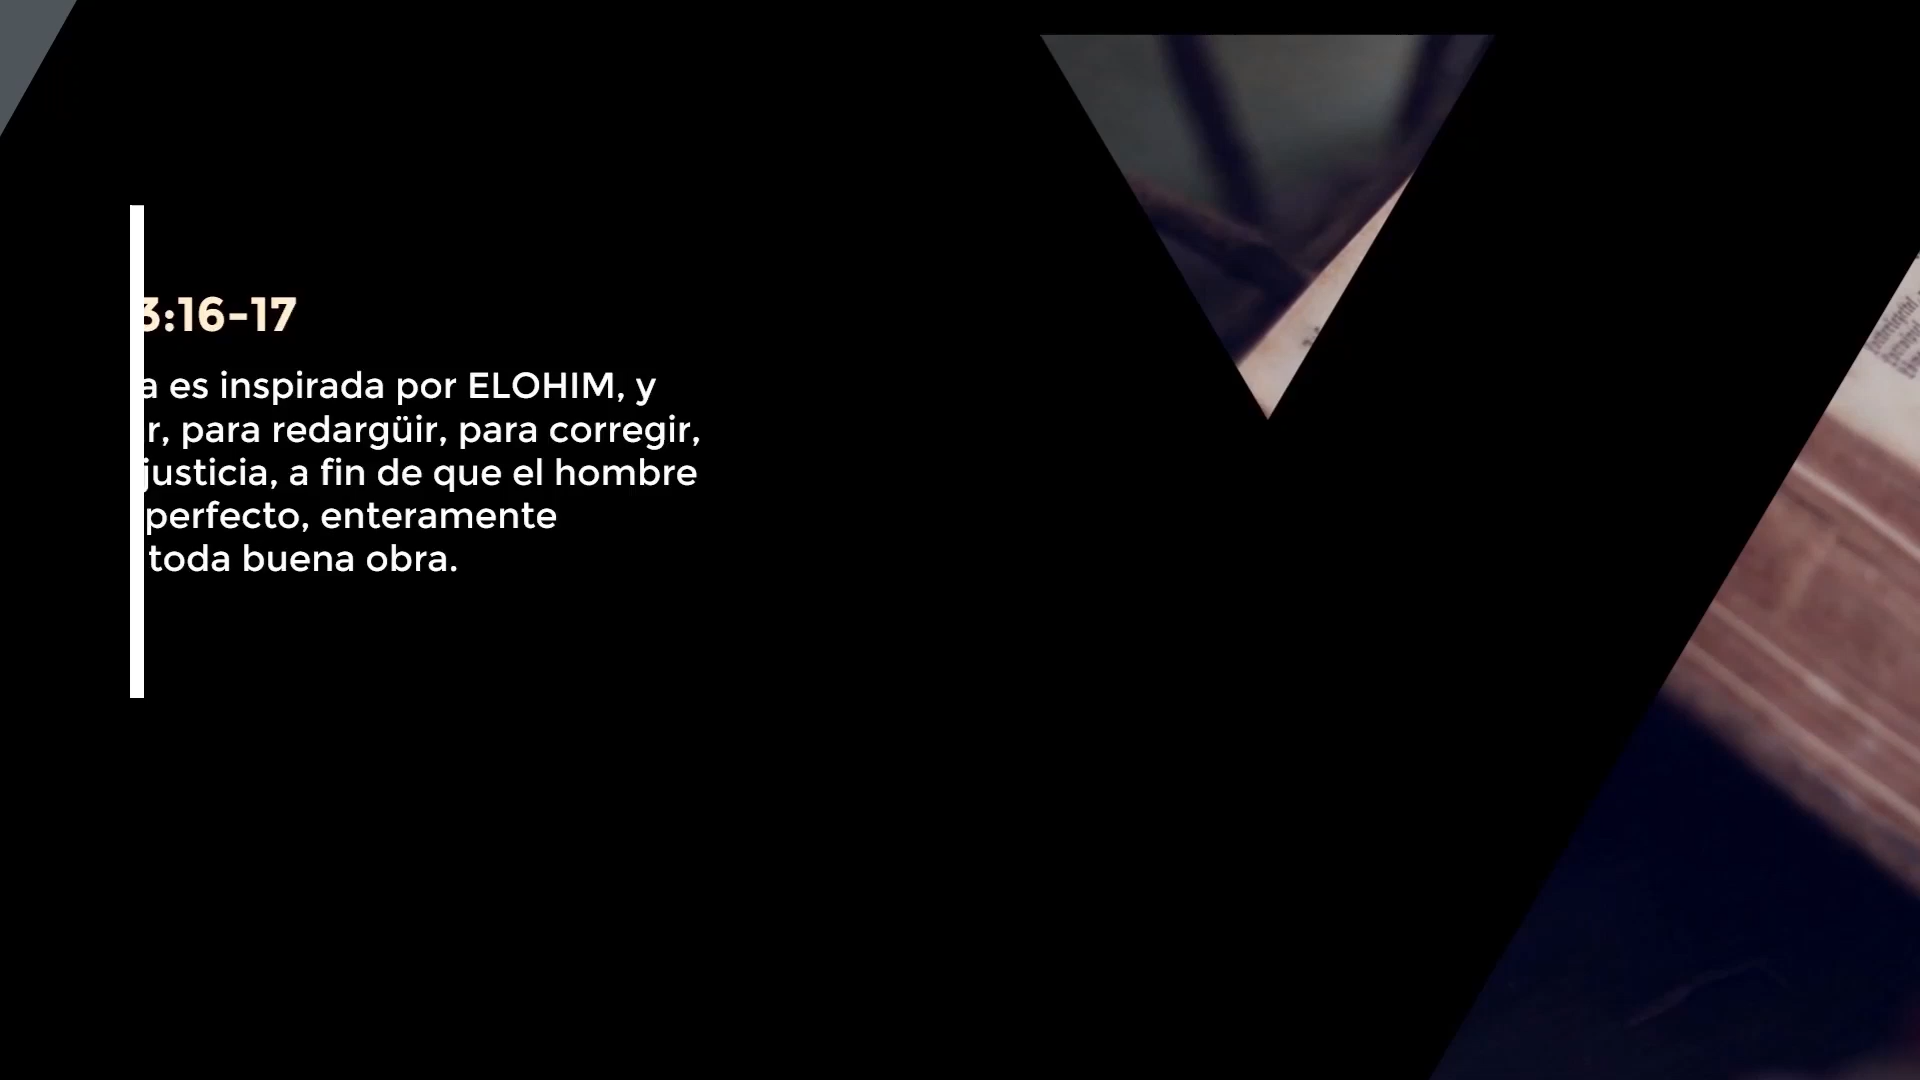 3:16-17
a es inspirada por ELOHIM, y
r, para redargüir, para corregir,
justicia, a fin de que el hombre
perfecto, enteramente
toda buena obra.